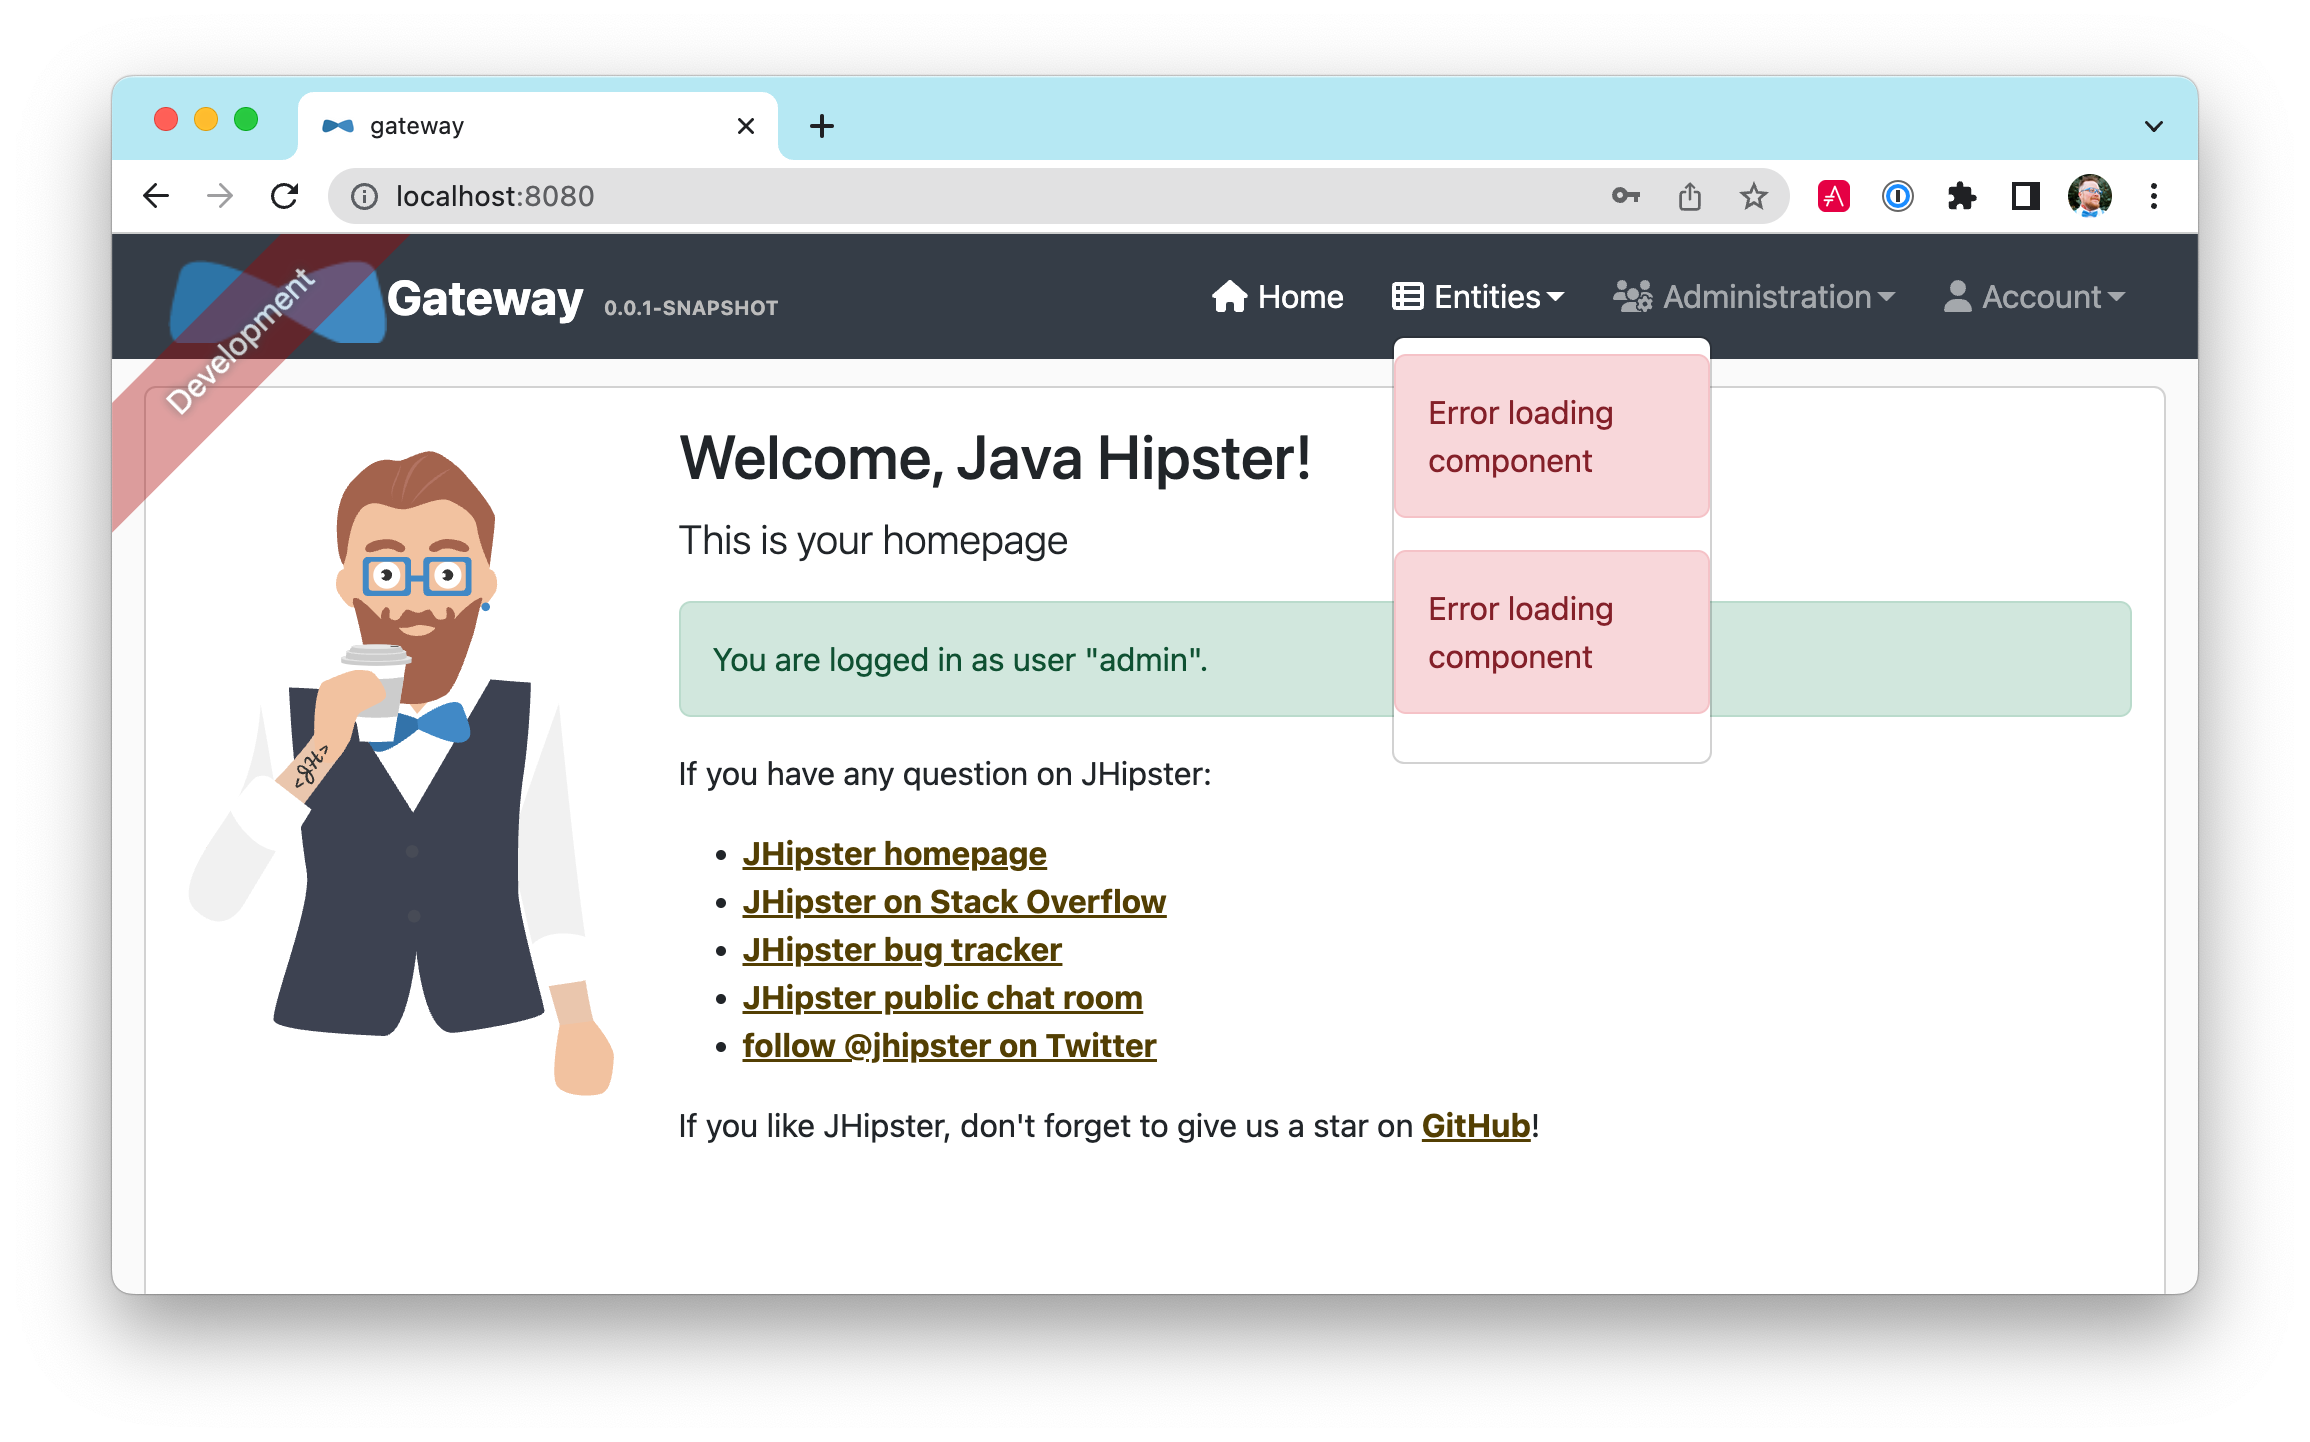 gateway
localhost:8080
Development
Gateway 0.0.1-SNAPSHOT
Home
Entities
Administration
Account
Error loading
component
Error loading
component
Welcome, Java Hipster!
This is your homepage
You are logged in as user "admin".
If you have any question on JHipster:
JHipster homepage
JHipster on Stack Overflow
JHipster bug tracker
JHipster public chat room
follow @jhipster on Twitter
If you like JHipster, don't forget to give us a star on GitHub!
<JH>